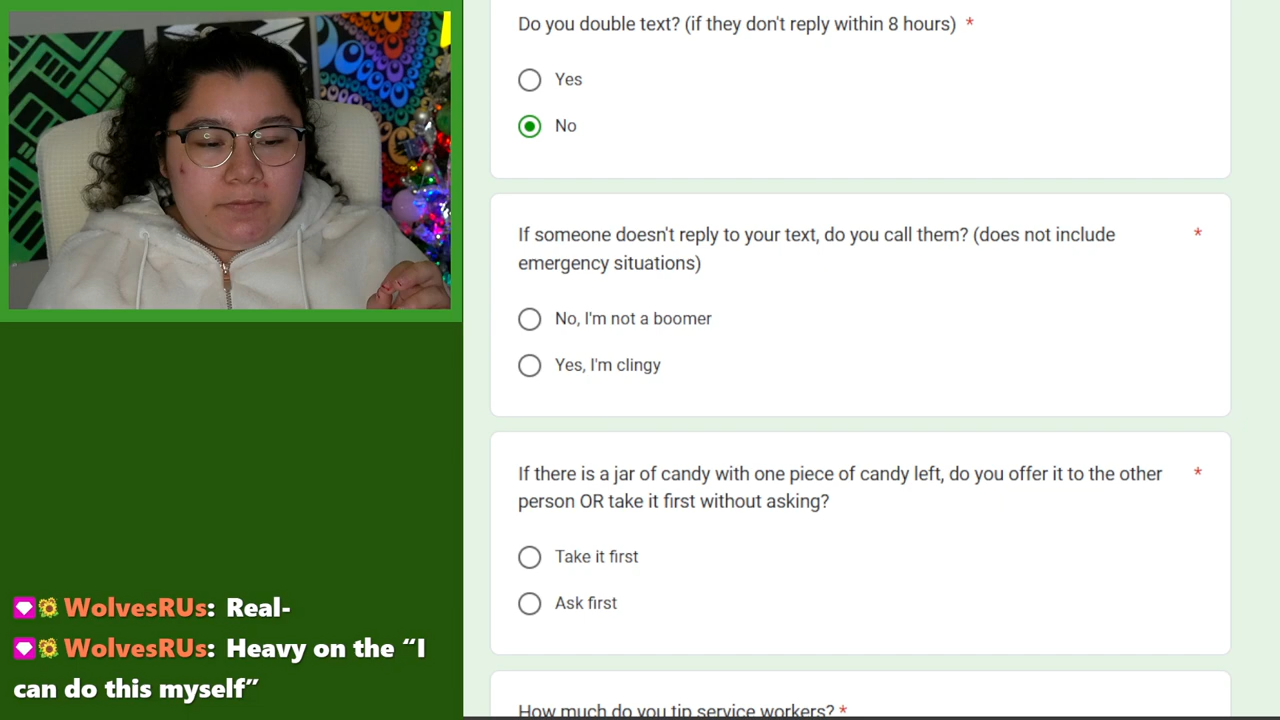 Do you double text? (if they don't reply within 8 hours) *
Yes
No
If someone doesn't reply to your text, do you call them? (does not include *
emergency situations)
No, I'm not a boomer
Yes, I'm clingy
If there is a jar of candy with one piece of candy left, do you offer it to the other *
person OR take it first without asking?
Take it first
Ask first
How much do you tip service workers? *
WolvesRUs: Real-
WolvesRUs: Heavy on the “I
can do this myself”